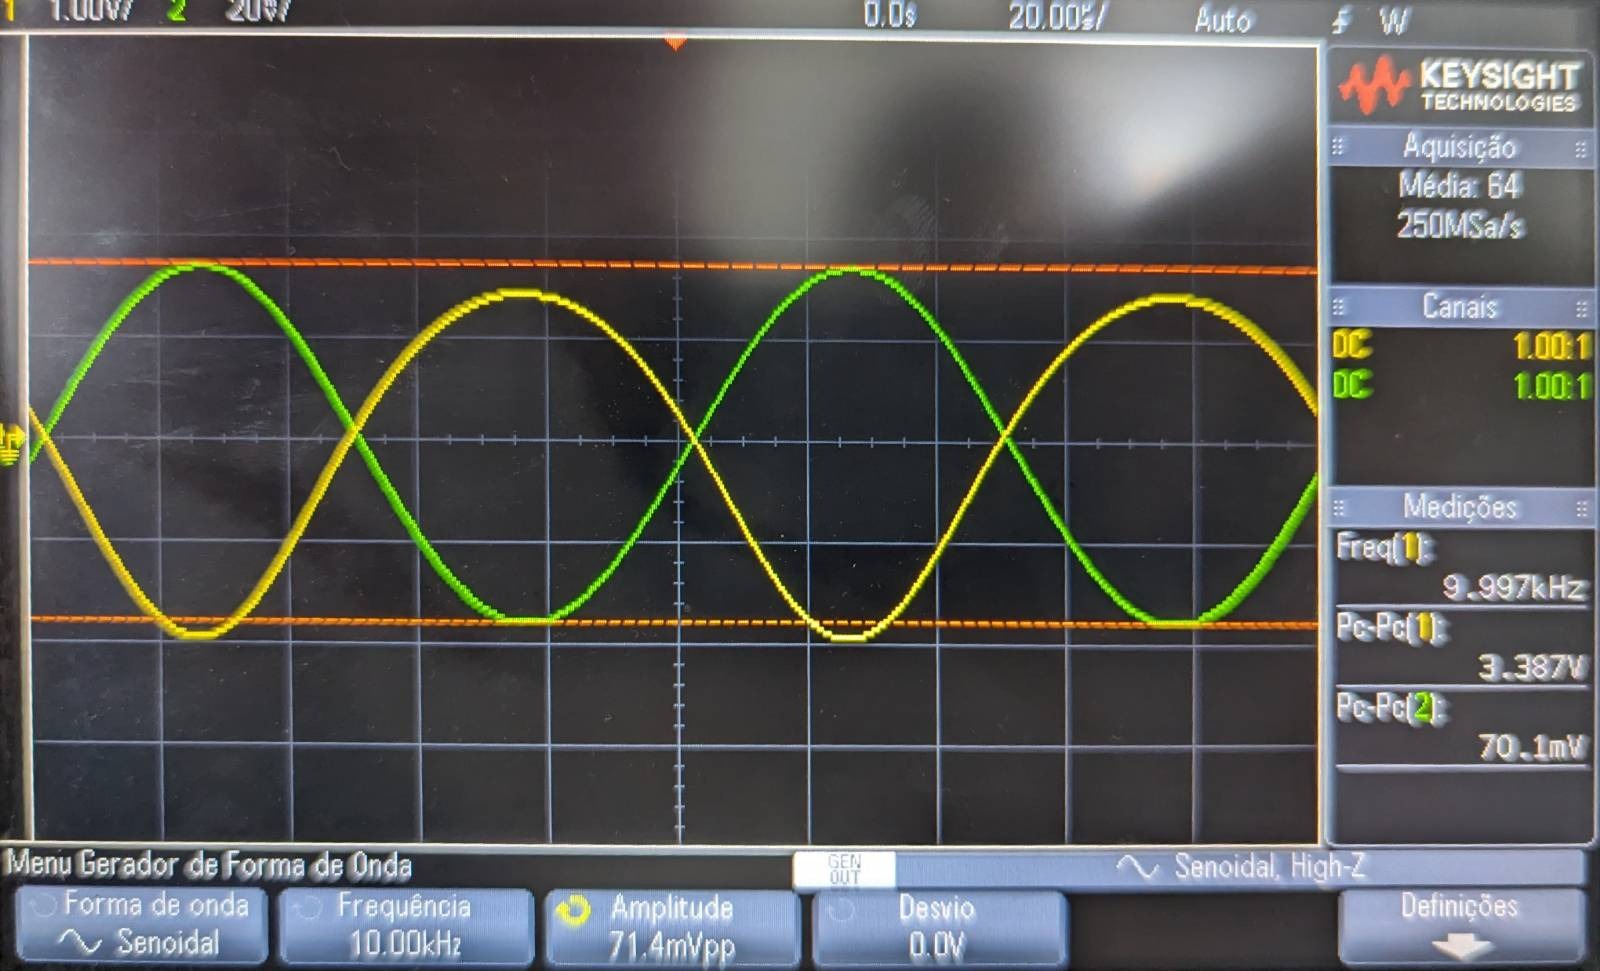 1 1.00V/ 2 20V/ 0.0s 20.00s/ Auto W
KEYSIGHT
TECHNOLOGIES
Aquisição
Média: 64
250MSa/s
Canais
DC 1.00:1
DC 1.00:1
Medições
Freq(1):
9.997kHz
Pc-Pc(1):
3.387V
Pc-Pc(2):
70.1mV
Menu Gerador de Forma de Onda
GEN
OUT
Senoidal, High-Z
Forma de onda
Senoidal
Frequência
10.00kHz
Amplitude
71.4mVpp
Desvio
0.0V
Definições